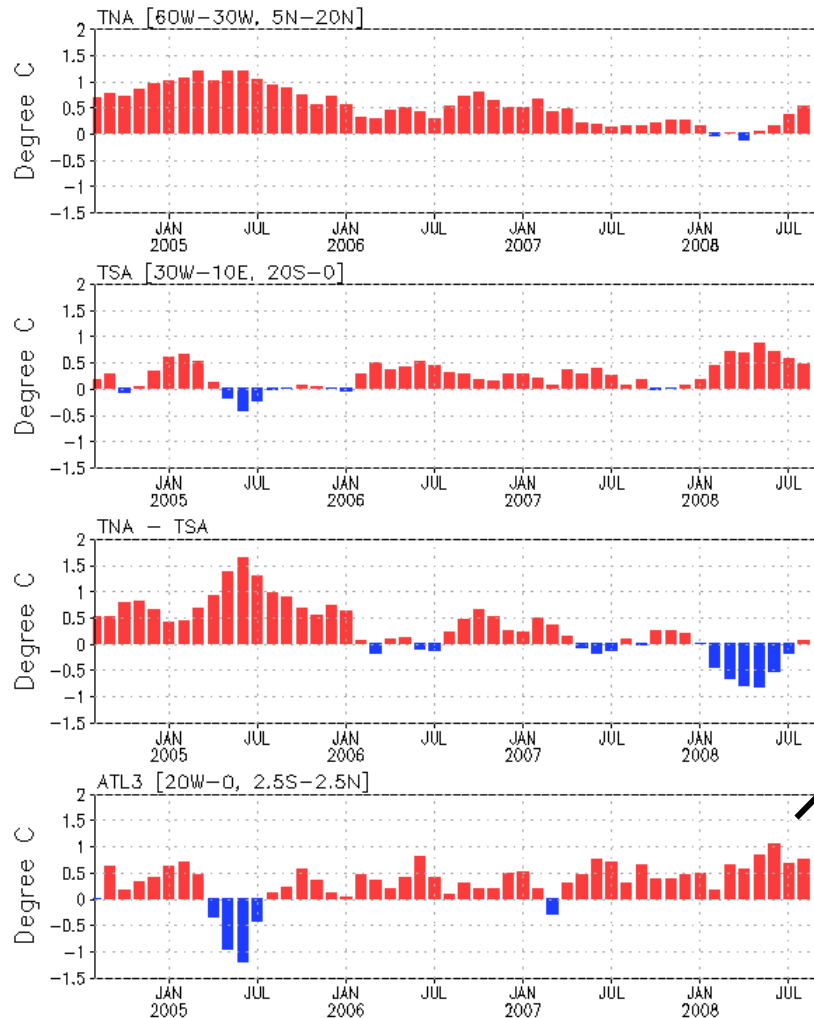 TNA [60W-30W, 5N-20N]
Degree C
2
1.5
1
0.5
0
-0.5
-1
-1.5
JAN JUL JAN JUL JAN JUL JAN JUL
2005 2006 2007 2008
TSA [30W-10E, 20S-0]
Degree C
2
1.5
1
0.5
0
-0.5
-1
-1.5
JAN JUL JAN JUL JAN JUL JAN JUL
2005 2006 2007 2008
TNA - TSA
Degree C
2
1.5
1
0.5
0
-0.5
-1
-1.5
JAN JUL JAN JUL JAN JUL JAN JUL
2005 2006 2007 2008
ATL3 [20W-0, 2.5S-2.5N]
Degree C
2
1.5
1
0.5
0
-0.5
-1
-1.5
JAN JUL JAN JUL JAN JUL JAN JUL
2005 2006 2007 2008